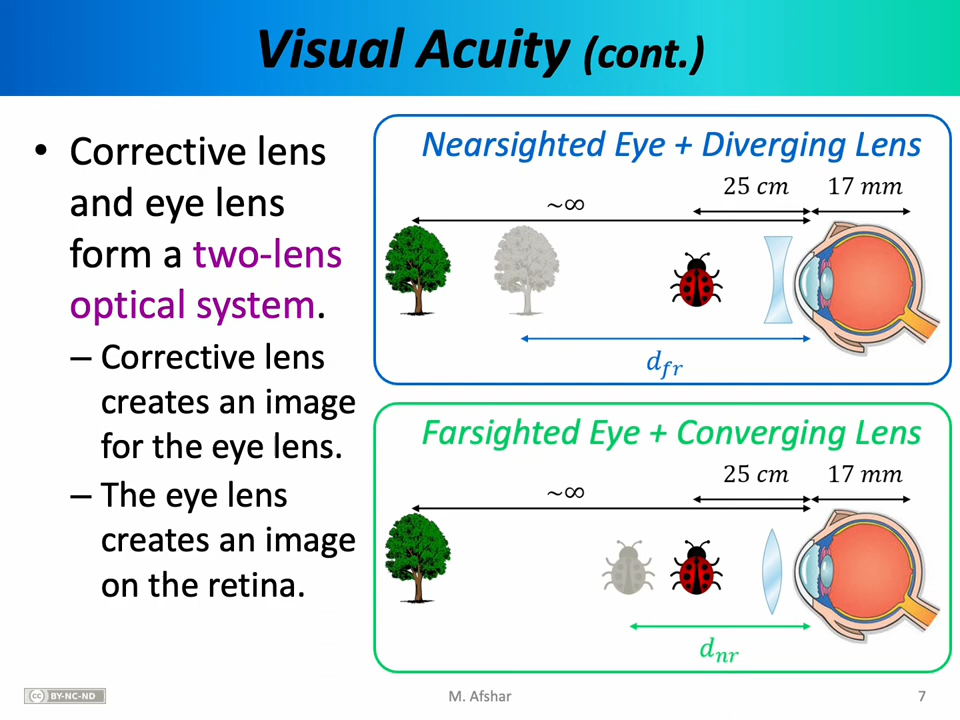 Visual Acuity (cont.)
• Corrective lens
and eye lens
form a two-lens
optical system.
– Corrective lens
creates an image
for the eye lens.
– The eye lens
creates an image
on the retina.
Nearsighted Eye + Diverging Lens
25 cm
17 mm
~∞
d_fr
Farsighted Eye + Converging Lens
25 cm
17 mm
~∞
d_nr
cc BY-NC-ND
M. Afshar
7